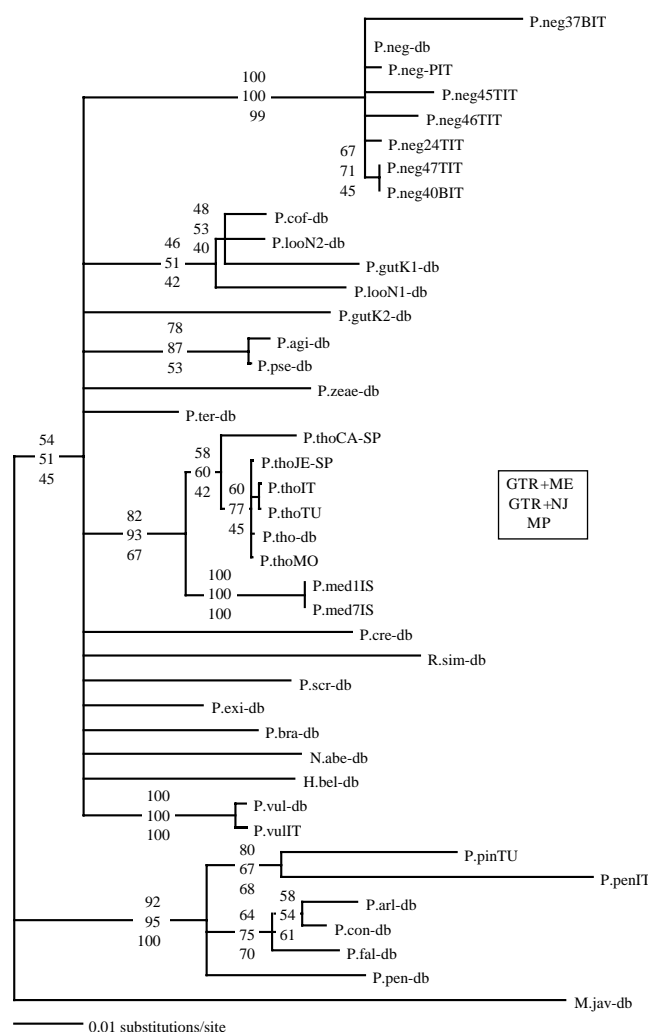 P.neg37BIT
P.neg-db
P.neg-PIT
100
100
99
P.neg45TIT
P.neg46TIT
P.neg24TIT
67
71
45
P.neg47TIT
P.neg40BIT
48
53
40
P.cof-db
P.looN2-db
46
51
42
P.gutK1-db
P.looN1-db
P.gutK2-db
78
87
53
P.agi-db
P.pse-db
P.zeae-db
P.ter-db
54
51
45
P.thoCA-SP
58
60
42
P.thoJE-SP
60
77
45
P.thoIT
P.thoTU
P.tho-db
P.thoMO
GTR+ME
GTR+NJ
MP
82
93
67
100
100
100
P.med1IS
P.med7IS
P.cre-db
R.sim-db
P.scr-db
P.exi-db
P.bra-db
N.abe-db
H.bel-db
100
100
100
P.vul-db
P.vulIT
80
67
68
P.pinTU
P.penIT
92
95
100
58
54
61
P.arl-db
64
75
70
P.con-db
P.fal-db
P.pen-db
M.jav-db
0.01 substitutions/site